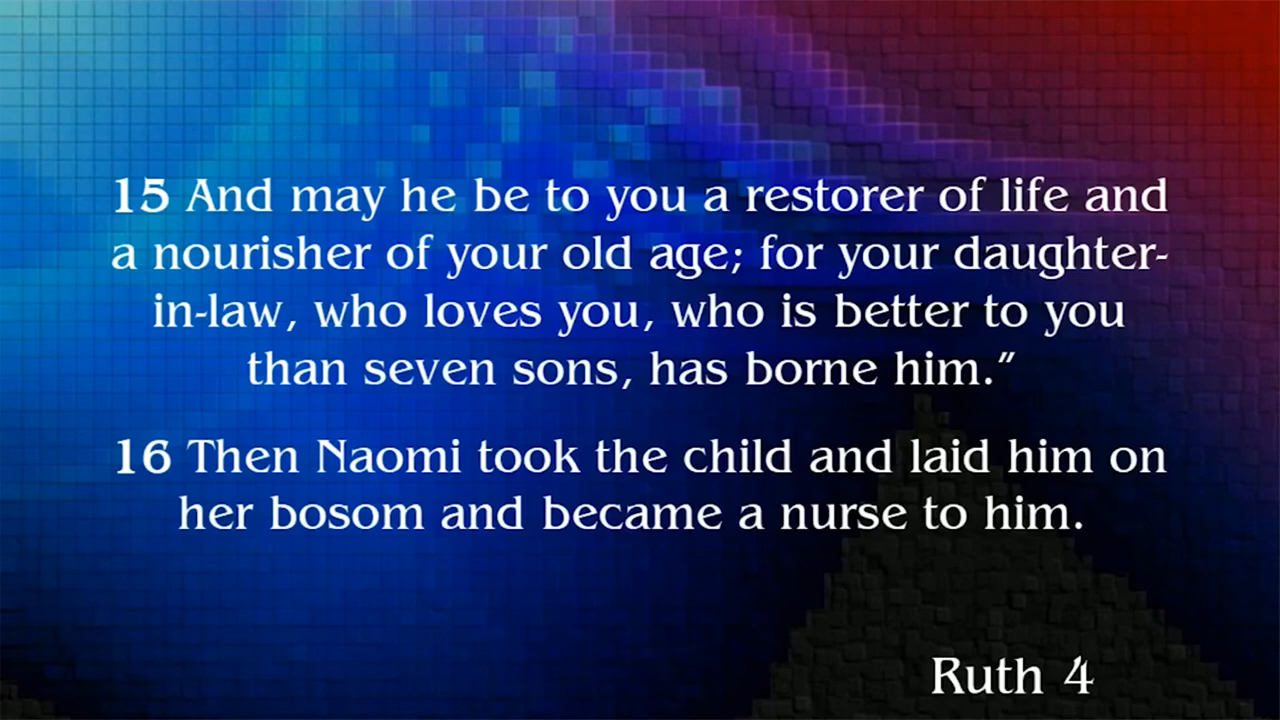 15 And may he be to you a restorer of life and
a nourisher of your old age; for your daughter-
in-law, who loves you, who is better to you
than seven sons, has borne him.”
16 Then Naomi took the child and laid him on
her bosom and became a nurse to him.
Ruth 4